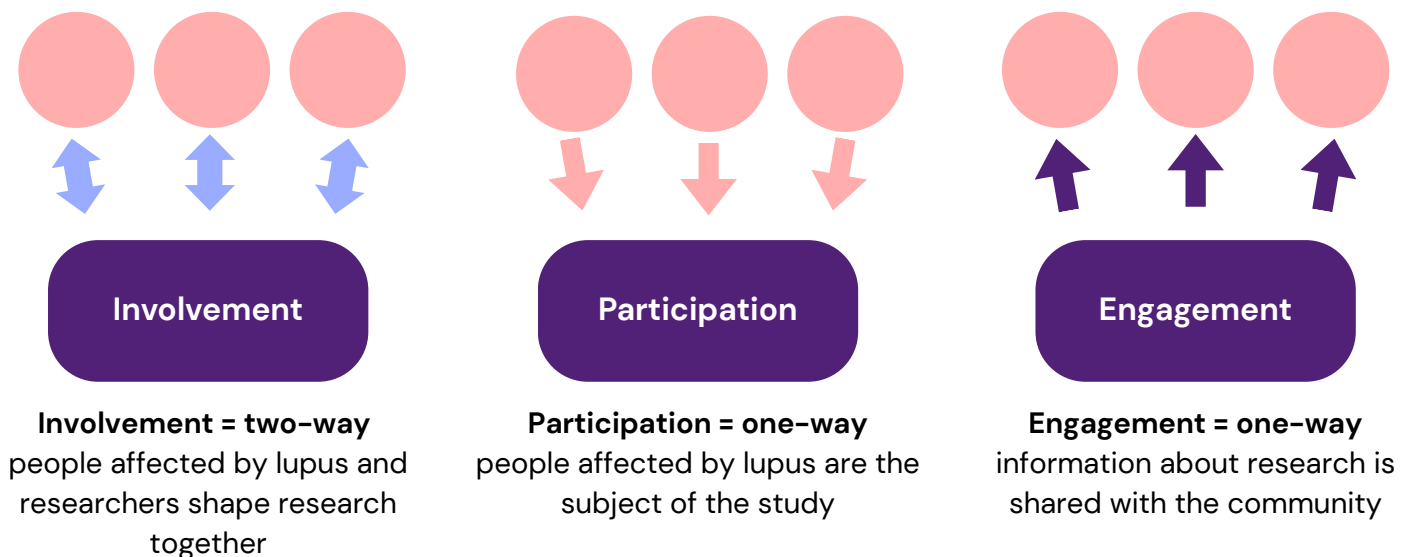 Involvement
Involvement = two-way
people affected by lupus and
researchers shape research
together
Participation
Participation = one-way
people affected by lupus are the
subject of the study
Engagement
Engagement = one-way
information about research is
shared with the community